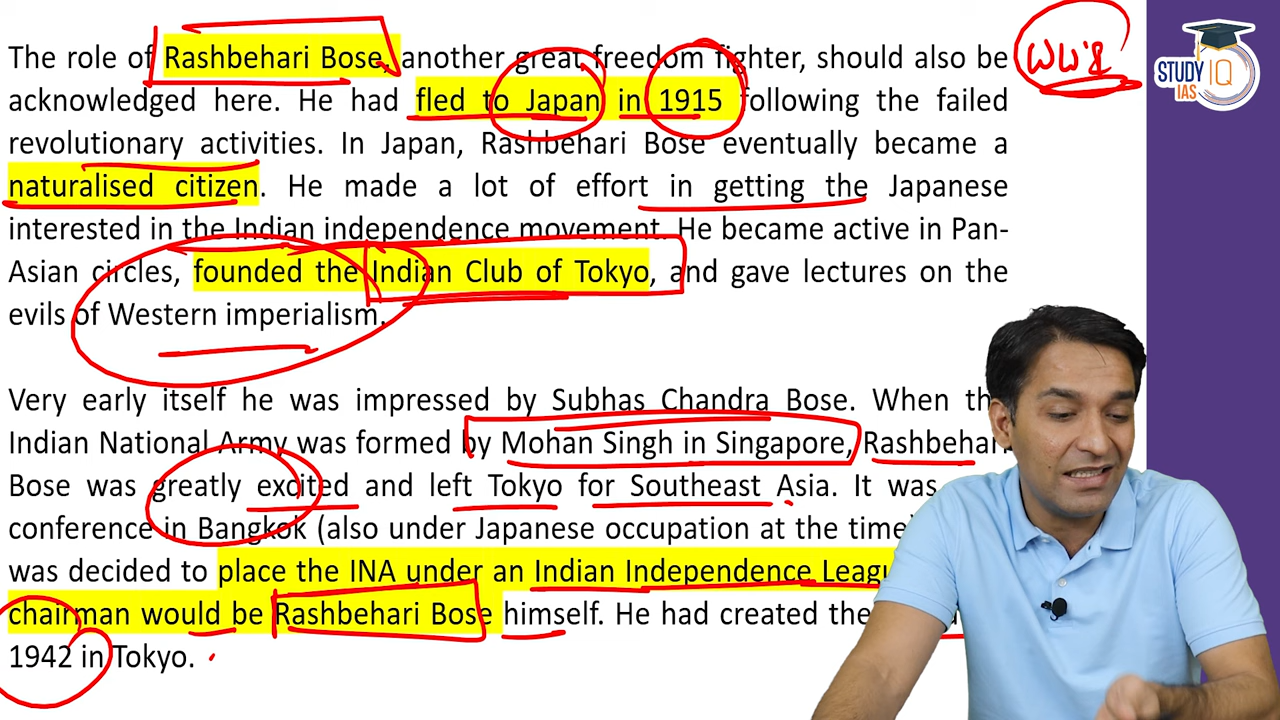 The role of Rashbehari Bose, another great freedom fighter, should also be
acknowledged here. He had fled to Japan in 1915 following the failed
revolutionary activities. In Japan, Rashbehari Bose eventually became a
naturalised citizen. He made a lot of effort in getting the Japanese
interested in the Indian independence movement. He became active in Pan-
Asian circles, founded the Indian Club of Tokyo, and gave lectures on the
evils of Western imperialism.
Very early itself he was impressed by Subhas Chandra Bose. When
Indian National Army was formed by Mohan Singh in Singapore,
Bose was greatly excited and left Tokyo for Southeast Asia. It was
conference in Bangkok (also under Japanese occupation at the time)
was decided to place the INA under an Indian Independence
chairman would be Rashbehari Bose himself. He had created the
1942 in Tokyo.
STUDY IQ
IAS